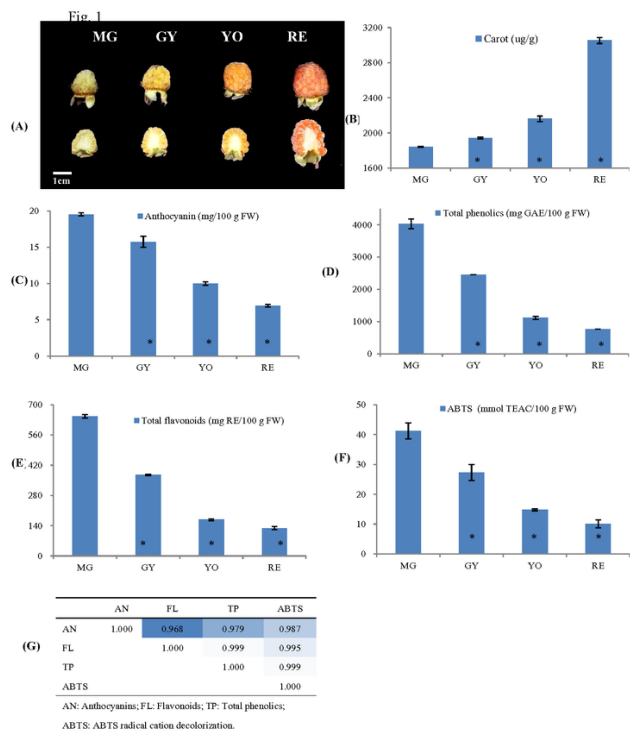 Fig. 1
MG GY YO RE
(A)
1cm
Carot (ug/g)
3200
2800
2400
2000
1600
(B)
* * *
MG GY YO RE
Anthocyanin (mg/100 g FW)
20
15
10
5
0
(C)
* * *
MG GY YO RE
Total phenolics (mg GAE/100 g FW)
4000
3000
2000
1000
0
(D)
* * *
MG GY YO RE
Total flavonoids (mg RE/100 g FW)
700
560
420
280
140
0
(E)
* * *
MG GY YO RE
ABTS (mmol TEAC/100 g FW)
50
40
30
20
10
0
(F)
* * *
MG GY YO RE
(G)
AN FL TP ABTS
AN 1.000 0.968 0.979 0.987
FL 1.000 0.999 0.995
TP 1.000 0.999
ABTS 1.000
AN: Anthocyanins; FL: Flavonoids; TP: Total phenolics;
ABTS: ABTS radical cation decolorization.